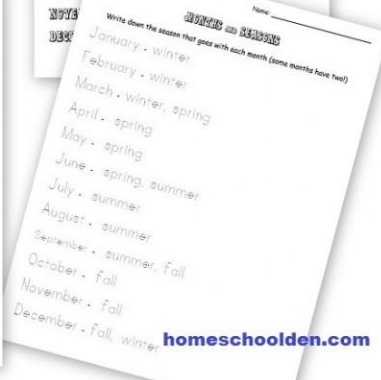 NOVE
DECE
Name:
MONTHS AND SEASONS
Write down the season that goes with each month (some months have two!)
January - winter
February - winter
March - winter, spring
April - spring
May - spring
June - spring, summer
July - summer
August - summer
September - summer, fall
October - fall
November - fall
December - fall, winter
homeschoolden.com